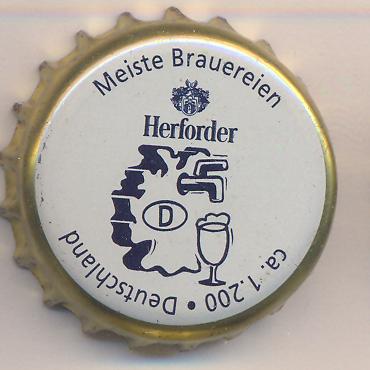 Meiste Brauereien
Herforder
D
ca. 1.200 • Deutschland